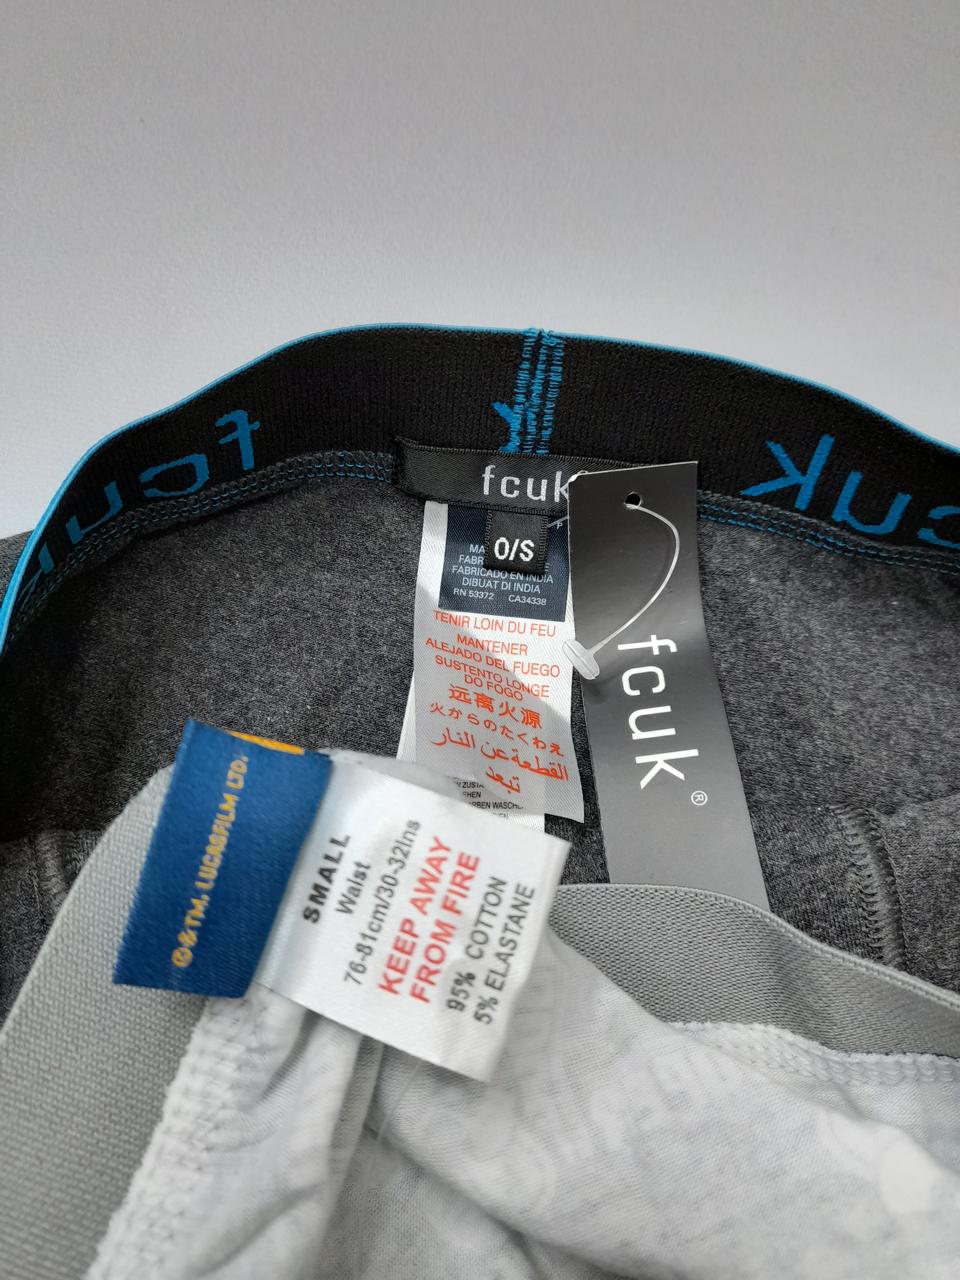 fcuk
fcuk
fcuk
O/S
FABRICADO EN INDIA
DIBUAT DI INDIA
RN 53372 CA34338
TENIR LOIN DU FEU
MANTENER
ALEJADO DEL FUEGO
SUSTENTO LONGE
DO FOGO
远离火源
火からのたくわえ
القطعة عن النار
تبعد
fcuk®
©&TM. LUCASFILM LTD.
SMALL
Waist
76-81cm/30-32Ins
KEEP AWAY
FROM FIRE
95% COTTON
5% ELASTANE